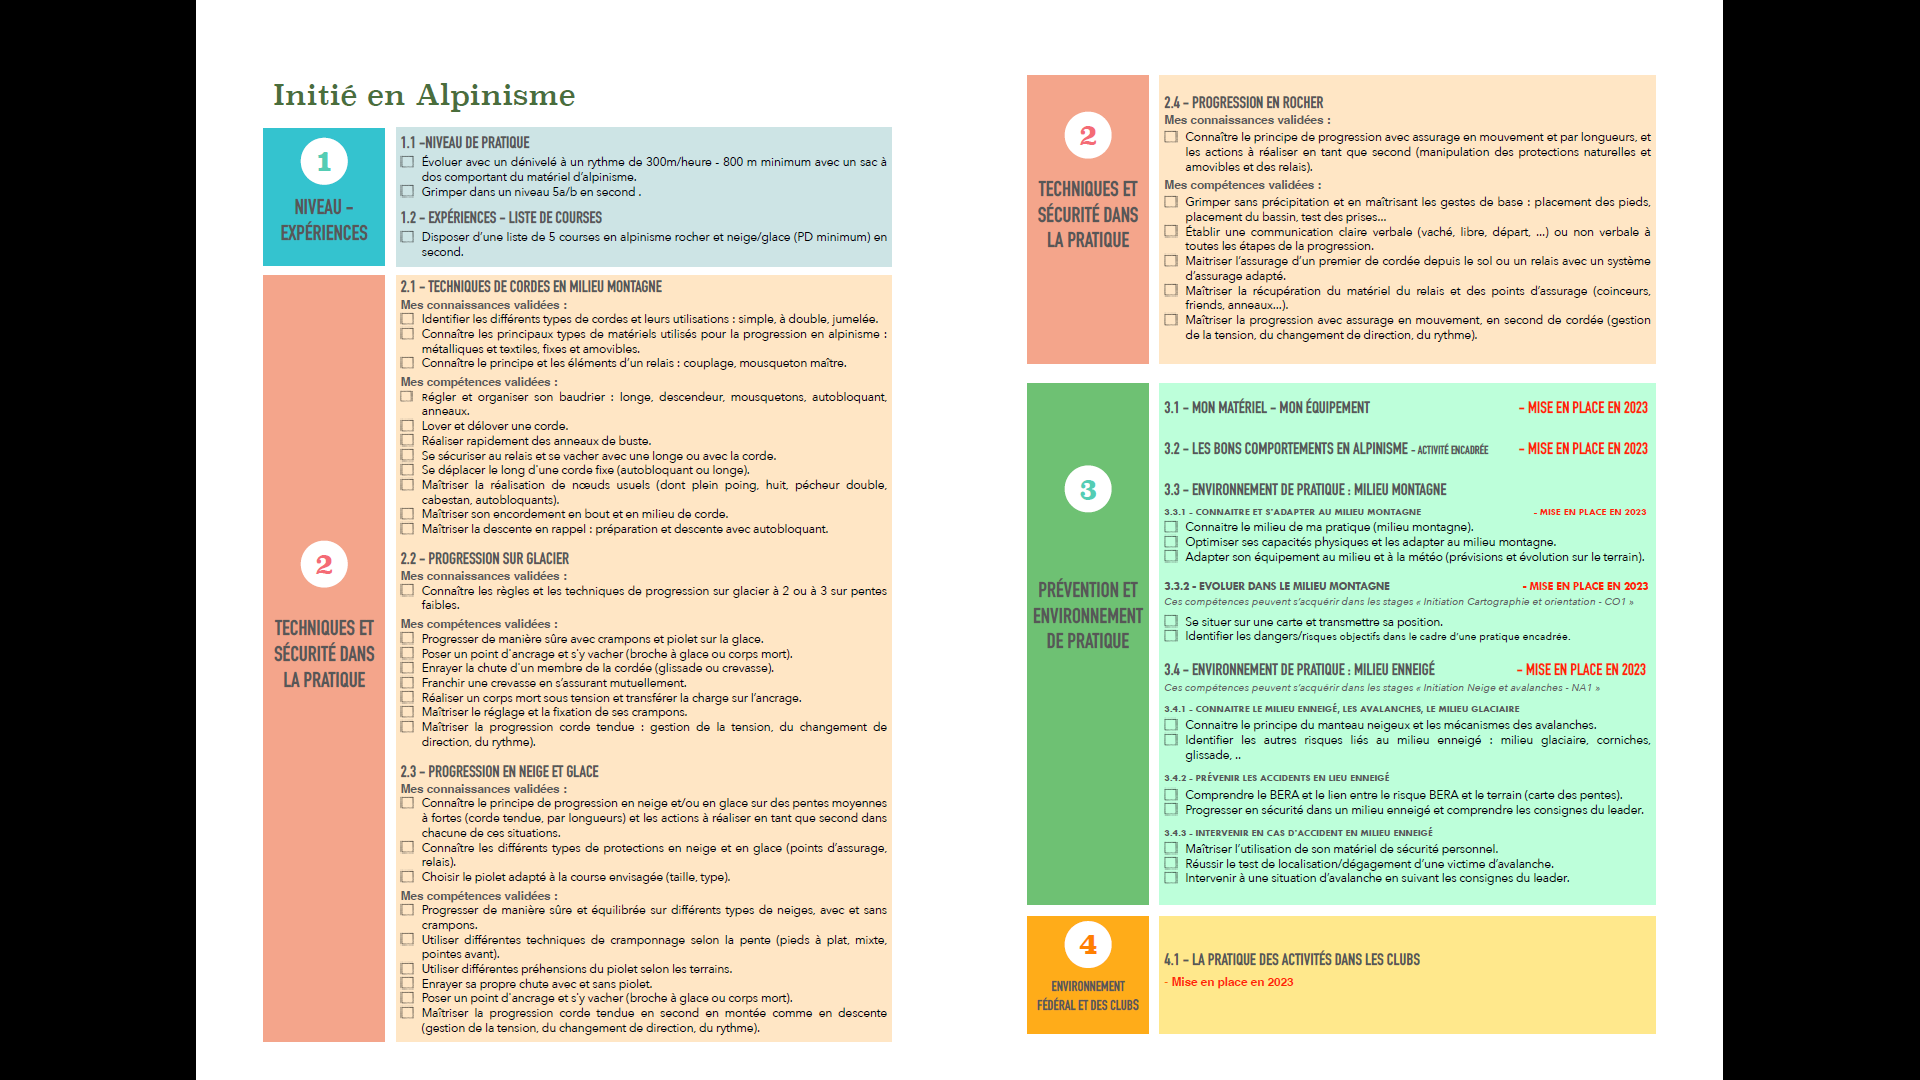 Initié en Alpinisme
1
NIVEAU -
EXPÉRIENCES
1.1 -NIVEAU DE PRATIQUE
Évoluer avec un dénivelé à un rythme de 300m/heure - 800 m minimum avec un sac à
dos comportant du matériel d'alpinisme.
Grimper dans un niveau 5a/b en second .
1.2 - EXPÉRIENCES - LISTE DE COURSES
Disposer d'une liste de 5 courses en alpinisme rocher et neige/glace (PD minimum) en
second.
2
TECHNIQUES ET
SÉCURITÉ DANS
LA PRATIQUE
2.1 - TECHNIQUES DE CORDES EN MILIEU MONTAGNE
Mes connaissances validées :
Identifier les différents types de cordes et leurs utilisations : simple, à double, jumelée.
Connaître les principaux types de matériels utilisés pour la progression en alpinisme :
métalliques et textiles, fixes et amovibles.
Connaître le principe et les éléments d'un relais : couplage, mousqueton maître.
Mes compétences validées :
Régler et organiser son baudrier : longe, descendeur, mousquetons, autobloquant,
anneaux.
Lover et délover une corde.
Réaliser rapidement des anneaux de buste.
Se sécuriser au relais et se vacher avec une longe ou avec la corde.
Se déplacer le long d'une corde fixe (autobloquant ou longe).
Maîtriser la réalisation de nœuds usuels (dont plein poing, huit, pécheur double,
cabestan, autobloquants).
Maîtriser son encordement en bout et en milieu de corde.
Maîtriser la descente en rappel : préparation et descente avec autobloquant.
2.2 - PROGRESSION SUR GLACIER
Mes connaissances validées :
Connaître les règles et les techniques de progression sur glacier à 2 ou à 3 sur pentes
faibles.
Mes compétences validées :
Progresser de manière sûre avec crampons et piolet sur la glace.
Poser un point d'ancrage et s'y vacher (broche à glace ou corps mort).
Enrayer la chute d'un membre de la cordée (glissade ou crevasse).
Franchir une crevasse en s'assurant mutuellement.
Réaliser un corps mort sous tension et transférer la charge sur l'ancrage.
Maîtriser le réglage et la fixation de ses crampons.
Maîtriser la progression corde tendue : gestion de la tension, du changement de
direction, du rythme).
2.3 - PROGRESSION EN NEIGE ET GLACE
Mes connaissances validées :
Connaître le principe de progression en neige et/ou en glace sur des pentes moyennes
à fortes (corde tendue, par longueurs) et les actions à réaliser en tant que second dans
chacune de ces situations.
Connaître les différents types de protections en neige et en glace (points d'assurage,
relais).
Choisir le piolet adapté à la course envisagée (taille, type).
Mes compétences validées :
Progresser de manière sûre et équilibrée sur différents types de neiges, avec et sans
crampons.
Utiliser différentes techniques de cramponnage selon la pente (pieds à plat, mixte,
pointes avant).
Utiliser différentes préhensions du piolet selon les terrains.
Enrayer sa propre chute avec et sans piolet.
Poser un point d'ancrage et s'y vacher (broche à glace ou corps mort).
Maîtriser la progression corde tendue en second en montée comme en descente
(gestion de la tension, du changement de direction, du rythme).
2
TECHNIQUES ET
SÉCURITÉ DANS
LA PRATIQUE
2.4 - PROGRESSION EN ROCHER
Mes connaissances validées :
Connaître le principe de progression avec assurage en mouvement et par longueurs, et
les actions à réaliser en tant que second (manipulation des protections naturelles et
amovibles et des relais).
Mes compétences validées :
Grimper sans précipitation et en maîtrisant les gestes de base : placement des pieds,
placement du bassin, test des prises...
Établir une communication claire verbale (vaché, libre, départ, ...) ou non verbale à
toutes les étapes de la progression.
Maitriser l'assurage d'un premier de cordée depuis le sol ou un relais avec un système
d'assurage adapté.
Maîtriser la récupération du matériel du relais et des points d'assurage (coinceurs,
friends, anneaux...).
Maîtriser la progression avec assurage en mouvement, en second de cordée (gestion
de la tension, du changement de direction, du rythme).
3
PRÉVENTION ET
ENVIRONNEMENT
DE PRATIQUE
3.1 - MON MATÉRIEL - MON ÉQUIPEMENT - MISE EN PLACE EN 2023
3.2 - LES BONS COMPORTEMENTS EN ALPINISME - ACTIVITÉ ENCADRÉE - MISE EN PLACE EN 2023
3.3 - ENVIRONNEMENT DE PRATIQUE : MILIEU MONTAGNE
3.3.1 - CONNAITRE ET S'ADAPTER AU MILIEU MONTAGNE - MISE EN PLACE EN 2023
Connaitre le milieu de ma pratique (milieu montagne).
Optimiser ses capacités physiques et les adapter au milieu montagne.
Adapter son équipement au milieu et à la météo (prévisions et évolution sur le terrain).
3.3.2 - EVOLUER DANS LE MILIEU MONTAGNE - MISE EN PLACE EN 2023
Ces compétences peuvent s'acquérir dans les stages « Initiation Cartographie et orientation - CO1 »
Se situer sur une carte et transmettre sa position.
Identifier les dangers/risques objectifs dans le cadre d'une pratique encadrée.
3.4 - ENVIRONNEMENT DE PRATIQUE : MILIEU ENNEIGÉ - MISE EN PLACE EN 2023
Ces compétences peuvent s'acquérir dans les stages « Initiation Neige et avalanches - NA1 »
3.4.1 - CONNAITRE LE MILIEU ENNEIGÉ, LES AVALANCHES, LE MILIEU GLACIAIRE
Connaitre le principe du manteau neigeux et les mécanismes des avalanches.
Identifier les autres risques liés au milieu enneigé : milieu glaciaire, corniches,
glissade, ..
3.4.2 - PRÉVENIR LES ACCIDENTS EN LIEU ENNEIGÉ
Comprendre le BERA et le lien entre le risque BERA et le terrain (carte des pentes).
Progresser en sécurité dans un milieu enneigé et comprendre les consignes du leader.
3.4.3 - INTERVENIR EN CAS D'ACCIDENT EN MILIEU ENNEIGÉ
Maîtriser l'utilisation de son matériel de sécurité personnel.
Réussir le test de localisation/dégagement d'une victime d'avalanche.
Intervenir à une situation d'avalanche en suivant les consignes du leader.
4
ENVIRONNEMENT
FÉDÉRAL ET DES CLUBS
4.1 - LA PRATIQUE DES ACTIVITÉS DANS LES CLUBS
- Mise en place en 2023